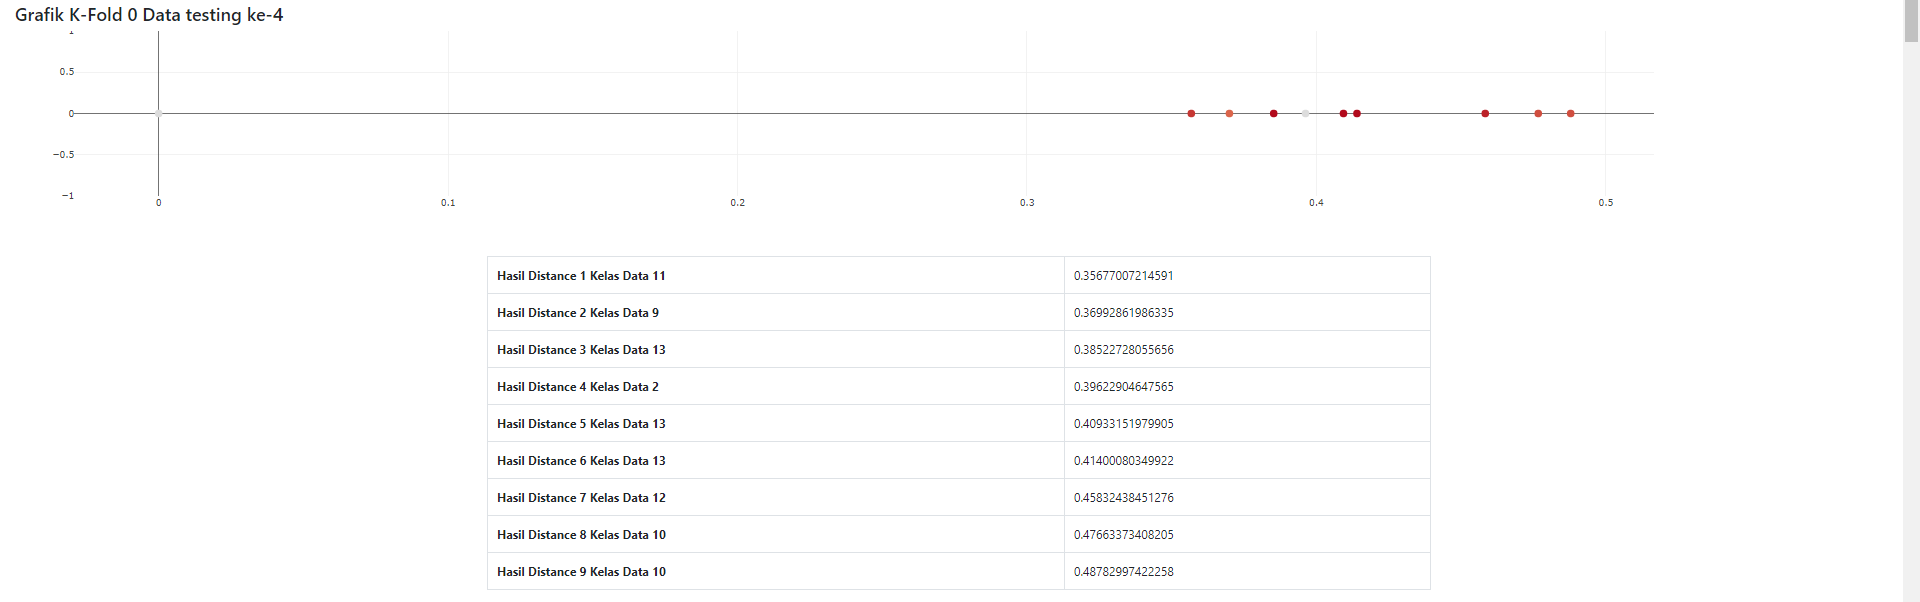 Grafik K-Fold 0 Data testing ke-4
1
0.5
0
−0.5
−1
0 0.1 0.2 0.3 0.4 0.5
Hasil Distance 1 Kelas Data 11 0.35677007214591
Hasil Distance 2 Kelas Data 9 0.36992861986335
Hasil Distance 3 Kelas Data 13 0.38522728055656
Hasil Distance 4 Kelas Data 2 0.39622904647565
Hasil Distance 5 Kelas Data 13 0.40933151979905
Hasil Distance 6 Kelas Data 13 0.41400080349922
Hasil Distance 7 Kelas Data 12 0.45832438451276
Hasil Distance 8 Kelas Data 10 0.47663373408205
Hasil Distance 9 Kelas Data 10 0.48782997422258